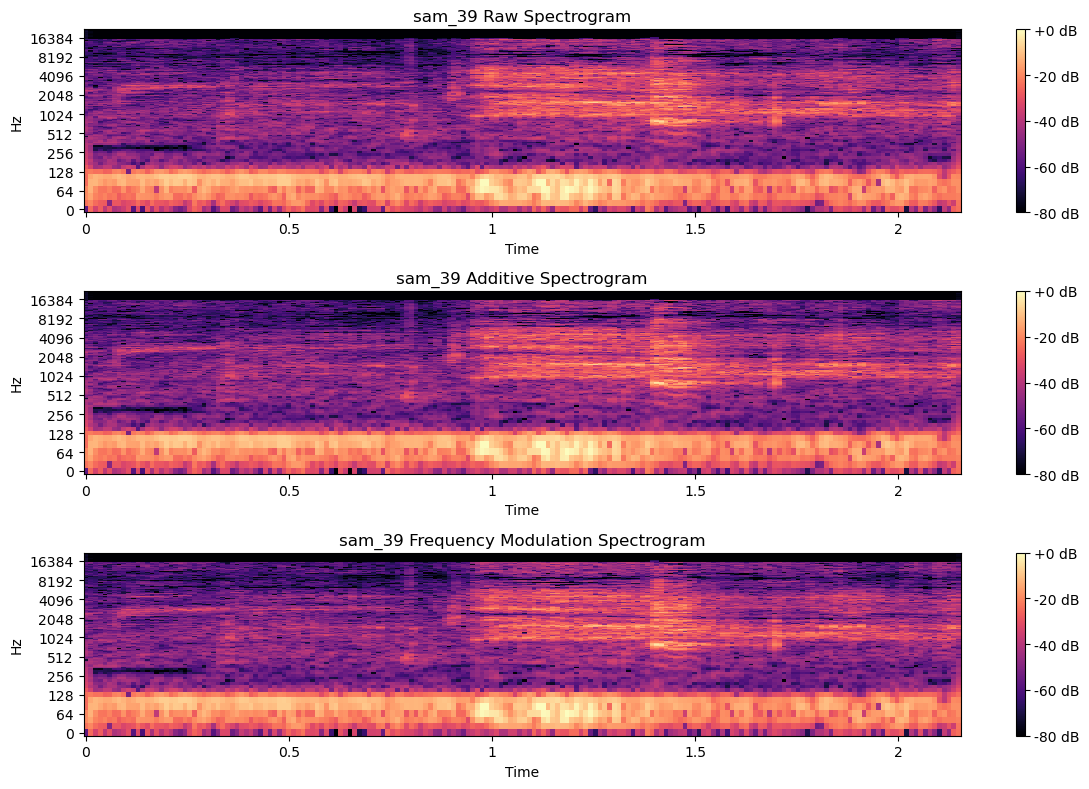 sam_39 Raw Spectrogram
Hz
16384
8192
4096
2048
1024
512
256
128
64
0
0 0.5 1 1.5 2
Time
+0 dB
-20 dB
-40 dB
-60 dB
-80 dB
sam_39 Additive Spectrogram
Hz
16384
8192
4096
2048
1024
512
256
128
64
0
0 0.5 1 1.5 2
Time
+0 dB
-20 dB
-40 dB
-60 dB
-80 dB
sam_39 Frequency Modulation Spectrogram
Hz
16384
8192
4096
2048
1024
512
256
128
64
0
0 0.5 1 1.5 2
Time
+0 dB
-20 dB
-40 dB
-60 dB
-80 dB